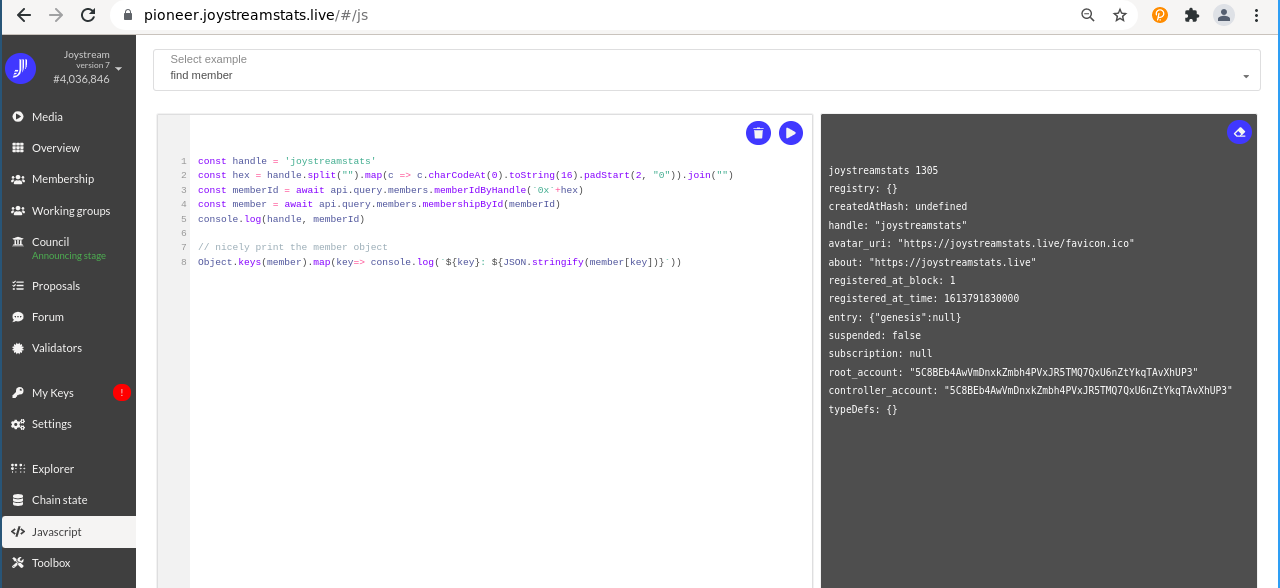 pioneer.joystreamstats.live/#/js
Joystream
version 7
#4,036,846
Media
Overview
Membership
Working groups
Council
Announcing stage
Proposals
Forum
Validators
My Keys
!
Settings
Explorer
Chain state
Javascript
Toolbox
Select example
find member
1 const handle = 'joystreamstats'
2 const hex = handle.split("").map(c => c.charCodeAt(0).toString(16).padStart(2, "0")).join("")
3 const memberId = await api.query.members.memberIdByHandle(`0x`+hex)
4 const member = await api.query.members.membershipById(memberId)
5 console.log(handle, memberId)
6
7 // nicely print the member object
8 Object.keys(member).map(key=> console.log(`${key}: ${JSON.stringify(member[key])}`))
joystreamstats 1305
registry: {}
createdAtHash: undefined
handle: "joystreamstats"
avatar_uri: "https://joystreamstats.live/favicon.ico"
about: "https://joystreamstats.live"
registered_at_block: 1
registered_at_time: 1613791830000
entry: {"genesis":null}
suspended: false
subscription: null
root_account: "5C8BEb4AwVmDnxkZmbh4PVxJR5TMQ7QxU6nZtYkqTAvXhUP3"
controller_account: "5C8BEb4AwVmDnxkZmbh4PVxJR5TMQ7QxU6nZtYkqTAvXhUP3"
typeDefs: {}